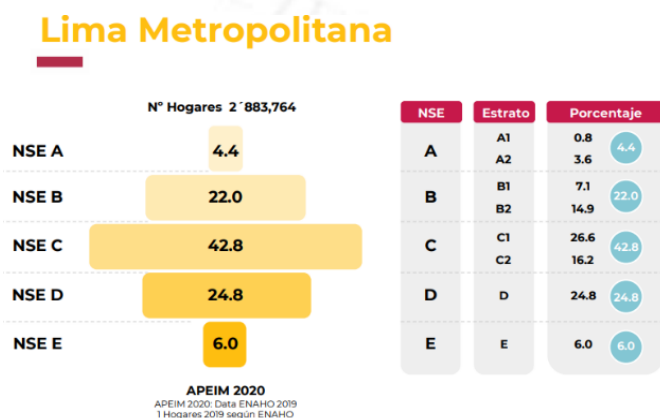 Lima Metropolitana
Nº Hogares 2´883,764
NSE A 4.4
NSE B 22.0
NSE C 42.8
NSE D 24.8
NSE E 6.0
APEIM 2020
APEIM 2020: Data ENAHO 2019
1 Hogares 2019 según ENAHO
NSE Estrato Porcentaje
A A1 0.8 4.4
A2 3.6
B B1 7.1 22.0
B2 14.9
C C1 26.6 42.8
C2 16.2
D D 24.8 24.8
E E 6.0 6.0